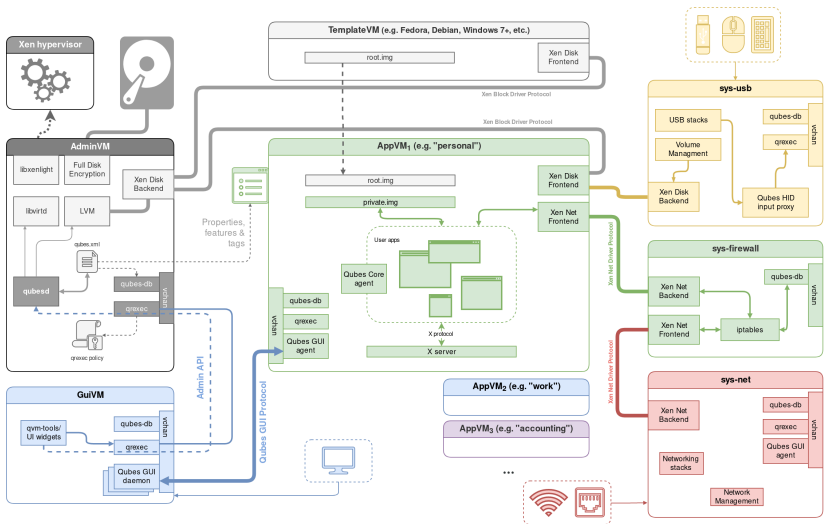 Xen hypervisor
TemplateVM (e.g. Fedora, Debian, Windows 7+, etc.)
root.img
Xen Disk
Frontend
Xen Block Driver Protocol
Xen Block Driver Protocol
AdminVM
libxenlight
Full Disk
Encryption
Xen Disk
Backend
libvirtd
LVM
qubes.xml
qubesd
qubes-db
qrexec
vchan
qrexec policy
Properties,
features &
tags
Admin API
GuiVM
qvm-tools/
UI widgets
qubes-db
qrexec
Qubes GUI
daemon
vchan
Qubes GUI Protocol
AppVM1 (e.g. "personal")
root.img
private.img
Xen Disk
Frontend
Xen Net
Frontend
User apps
Qubes Core
agent
vchan
qubes-db
qrexec
Qubes GUI
agent
X protocol
X server
AppVM2 (e.g. "work")
AppVM3 (e.g. "accounting")
...
Xen Net Driver Protocol
Xen Net Driver Protocol
sys-usb
USB stacks
Volume
Managment
Xen Disk
Backend
qubes-db
qrexec
vchan
Qubes HID
input proxy
sys-firewall
Xen Net
Backend
Xen Net
Frontend
iptables
qubes-db
vchan
sys-net
Xen Net
Backend
Networking
stacks
Network
Management
qubes-db
qrexec
Qubes GUI
agent
vchan